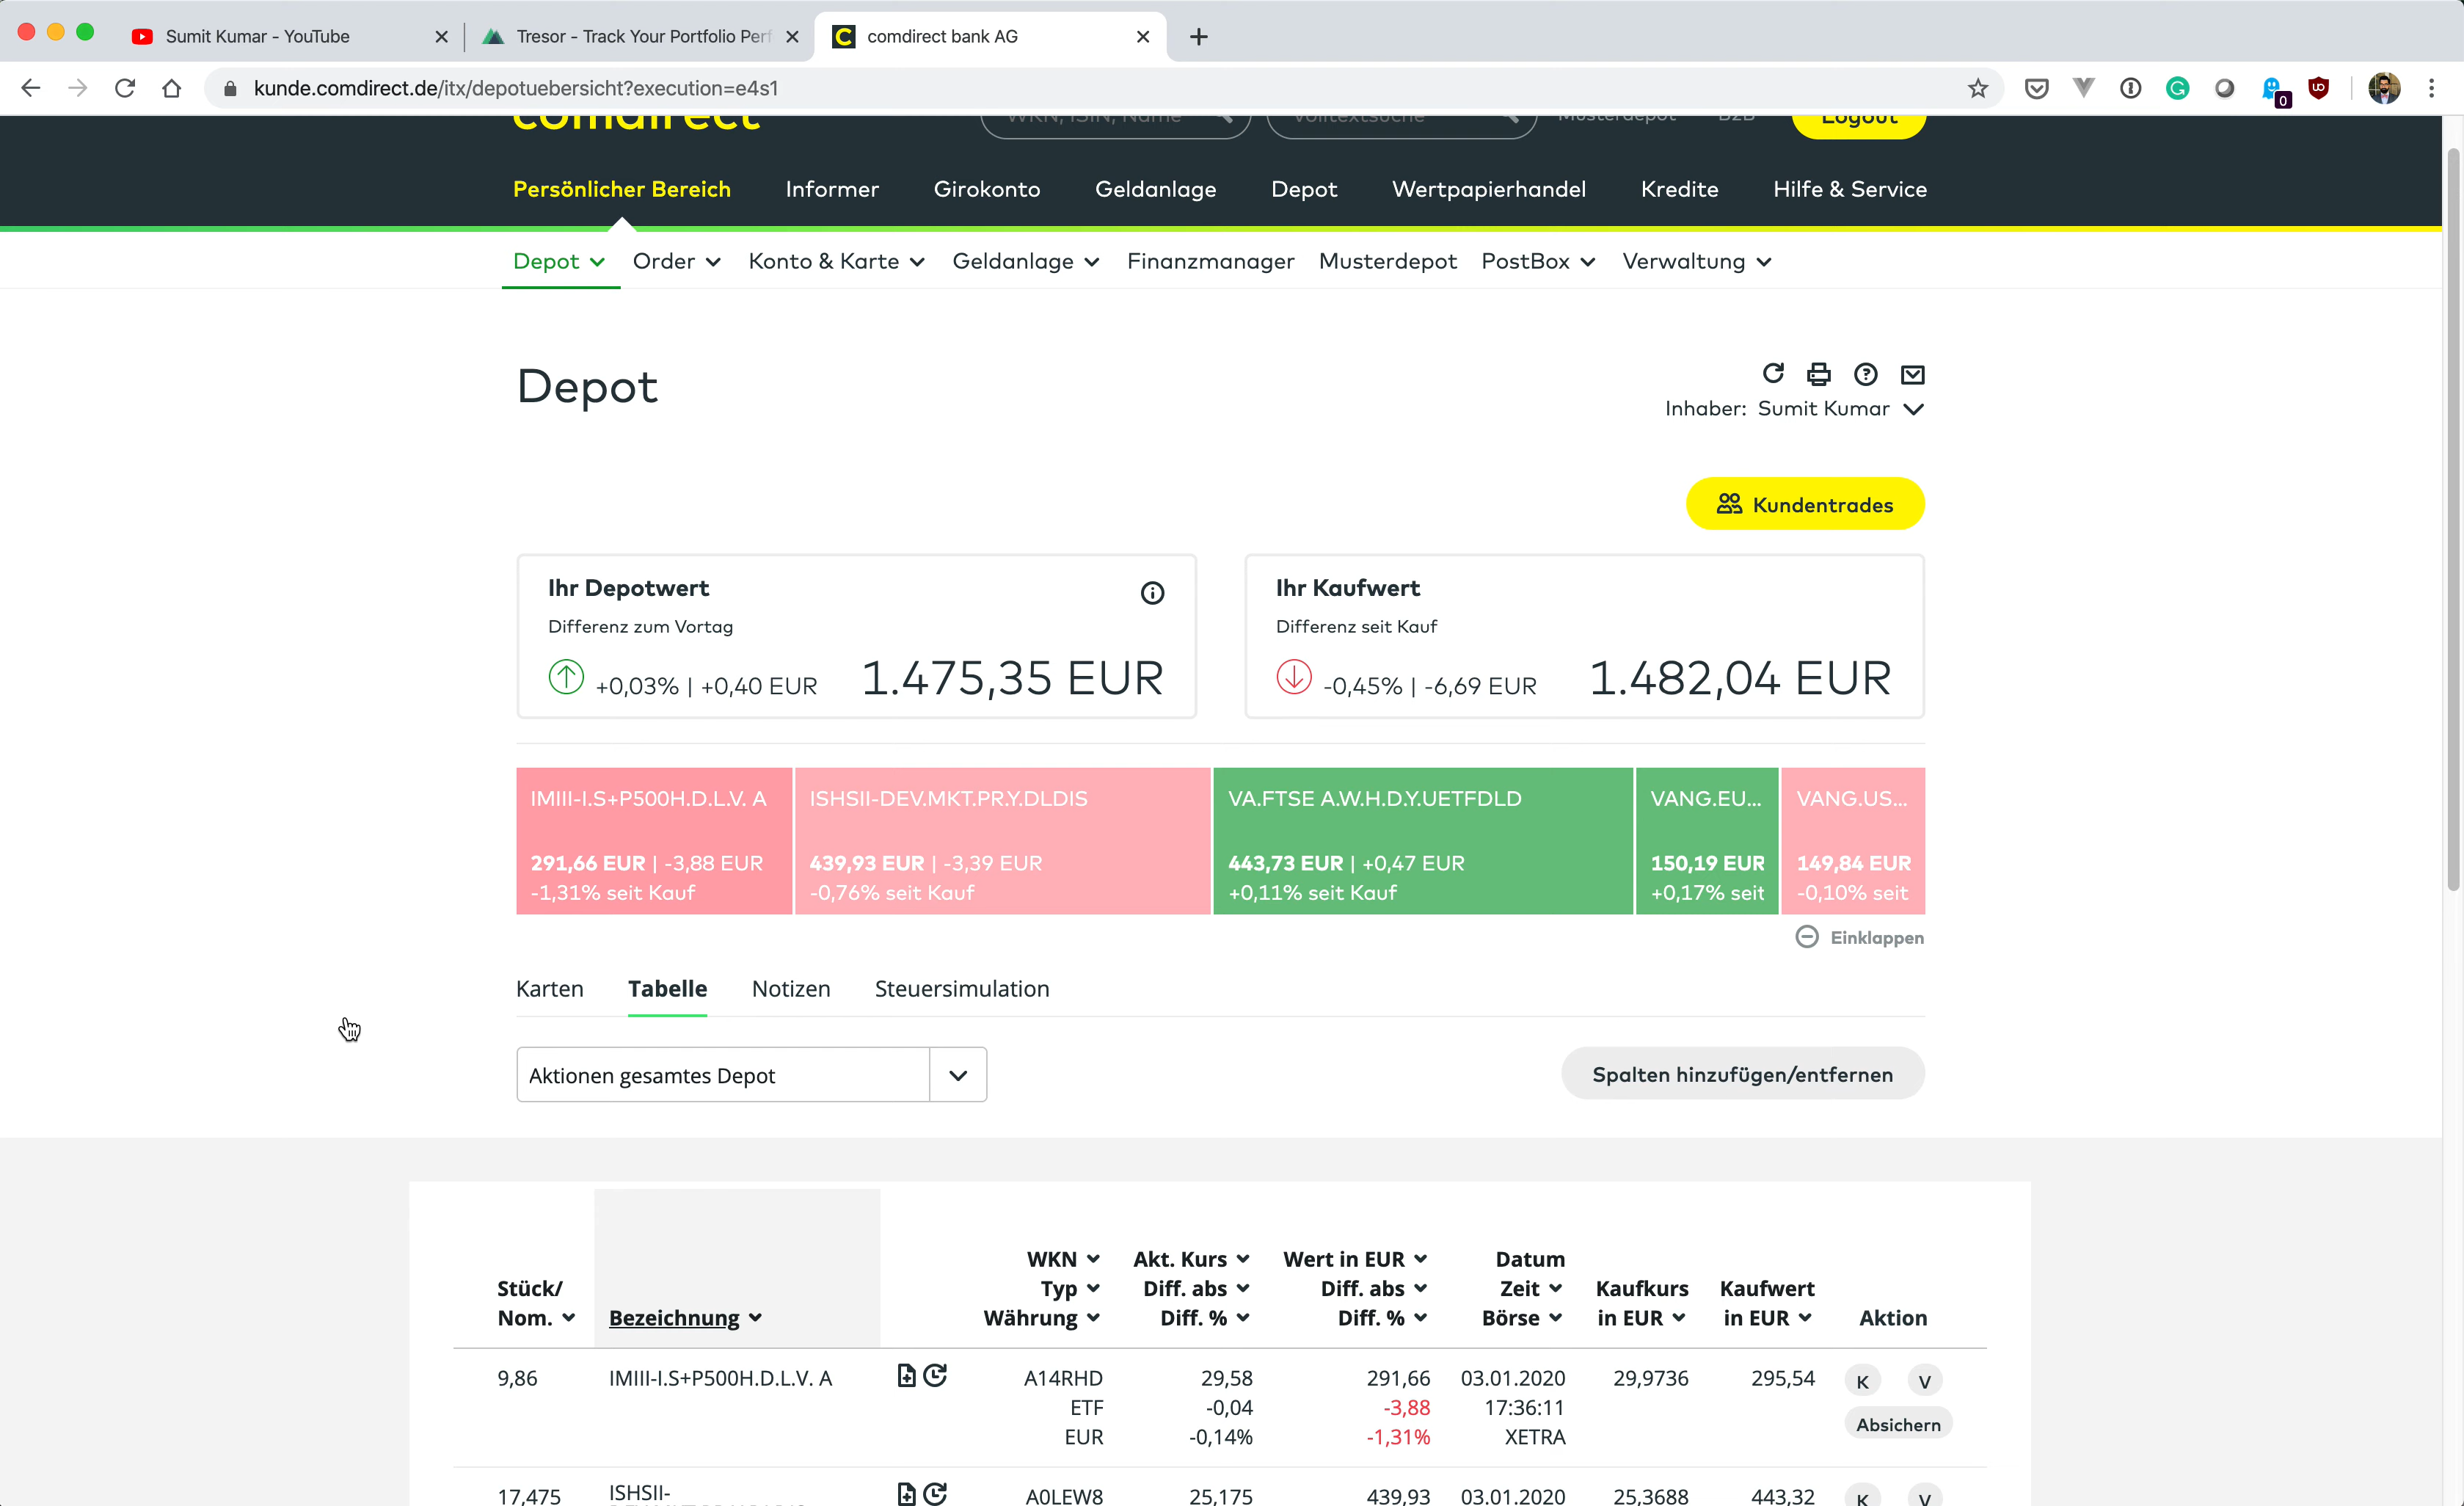 Sumit Kumar - YouTube
Tresor - Track Your Portfolio Perf
comdirect bank AG
kunde.comdirect.de/itx/depotuebersicht?execution=e4s1
0
comdirect
WKN, ISIN, Name
Volltextsuche
Musterdepot
B2B
Logout
Persönlicher Bereich
Informer
Girokonto
Geldanlage
Depot
Wertpapierhandel
Kredite
Hilfe & Service
Depot
Order
Konto & Karte
Geldanlage
Finanzmanager
Musterdepot
PostBox
Verwaltung
Depot
Inhaber: Sumit Kumar
Kundentrades
Ihr Depotwert
Differenz zum Vortag
+0,03% | +0,40 EUR
1.475,35 EUR
Ihr Kaufwert
Differenz seit Kauf
-0,45% | -6,69 EUR
1.482,04 EUR
IMIII-I.S+P500H.D.L.V. A
291,66 EUR | -3,88 EUR
-1,31% seit Kauf
ISHSII-DEV.MKT.PR.Y.DLDIS
439,93 EUR | -3,39 EUR
-0,76% seit Kauf
VA.FTSE A.W.H.D.Y.UETFDLD
443,73 EUR | +0,47 EUR
+0,11% seit Kauf
VANG.EU...
150,19 EUR
+0,17% seit
VANG.US...
149,84 EUR
-0,10% seit
Einklappen
Karten
Tabelle
Notizen
Steuersimulation
Aktionen gesamtes Depot
Spalten hinzufügen/entfernen
Stück/
Nom.
Bezeichnung
WKN
Typ
Währung
Akt. Kurs
Diff. abs
Diff. %
Wert in EUR
Diff. abs
Diff. %
Datum
Zeit
Börse
Kaufkurs
in EUR
Kaufwert
in EUR
Aktion
9,86
IMIII-I.S+P500H.D.L.V. A
A14RHD
ETF
EUR
29,58
-0,04
-0,14%
291,66
-3,88
-1,31%
03.01.2020
17:36:11
XETRA
29,9736
295,54
K
V
Absichern
17,475
ISHSII-
A0LEW8
25,175
439,93
03.01.2020
25,3688
443,32
K
V